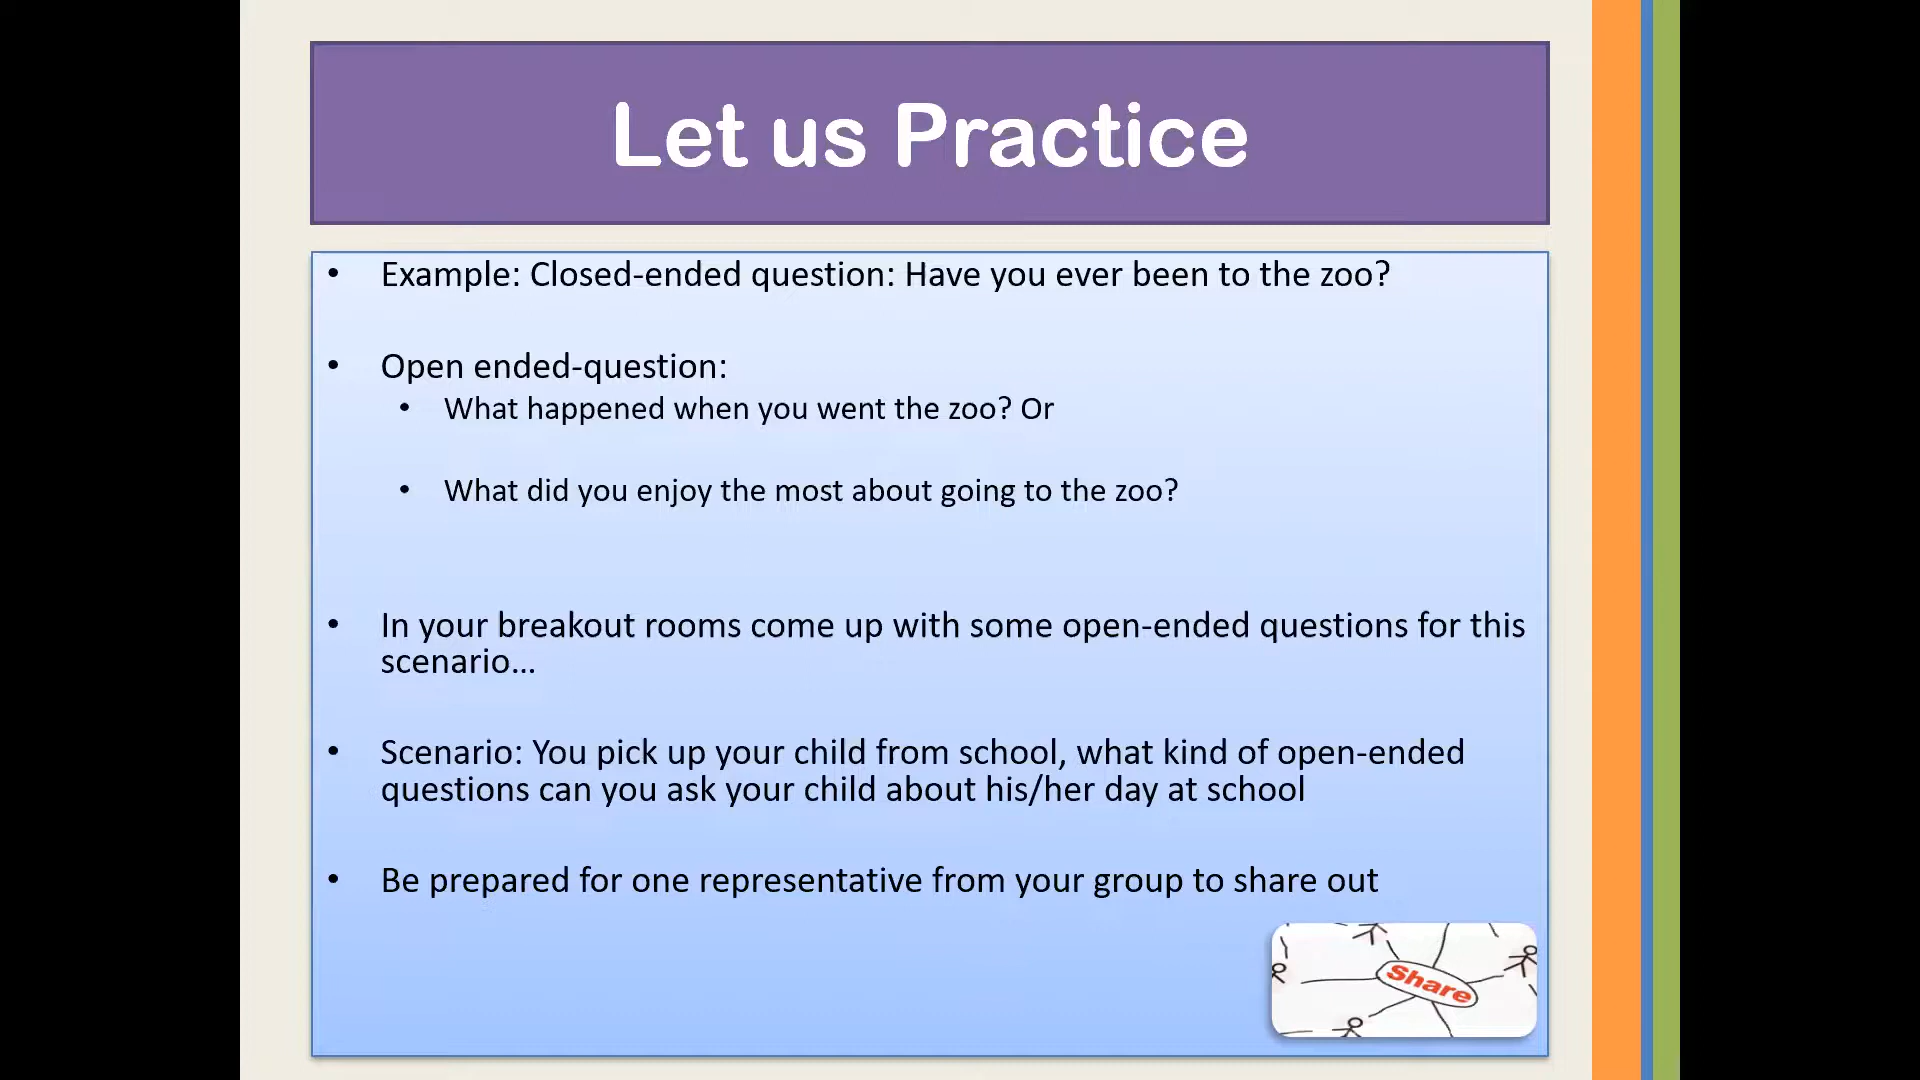 Let us Practice
• Example: Closed-ended question: Have you ever been to the zoo?
• Open ended-question:
• What happened when you went the zoo? Or
• What did you enjoy the most about going to the zoo?
• In your breakout rooms come up with some open-ended questions for this
scenario...
• Scenario: You pick up your child from school, what kind of open-ended
questions can you ask your child about his/her day at school
• Be prepared for one representative from your group to share out
Share